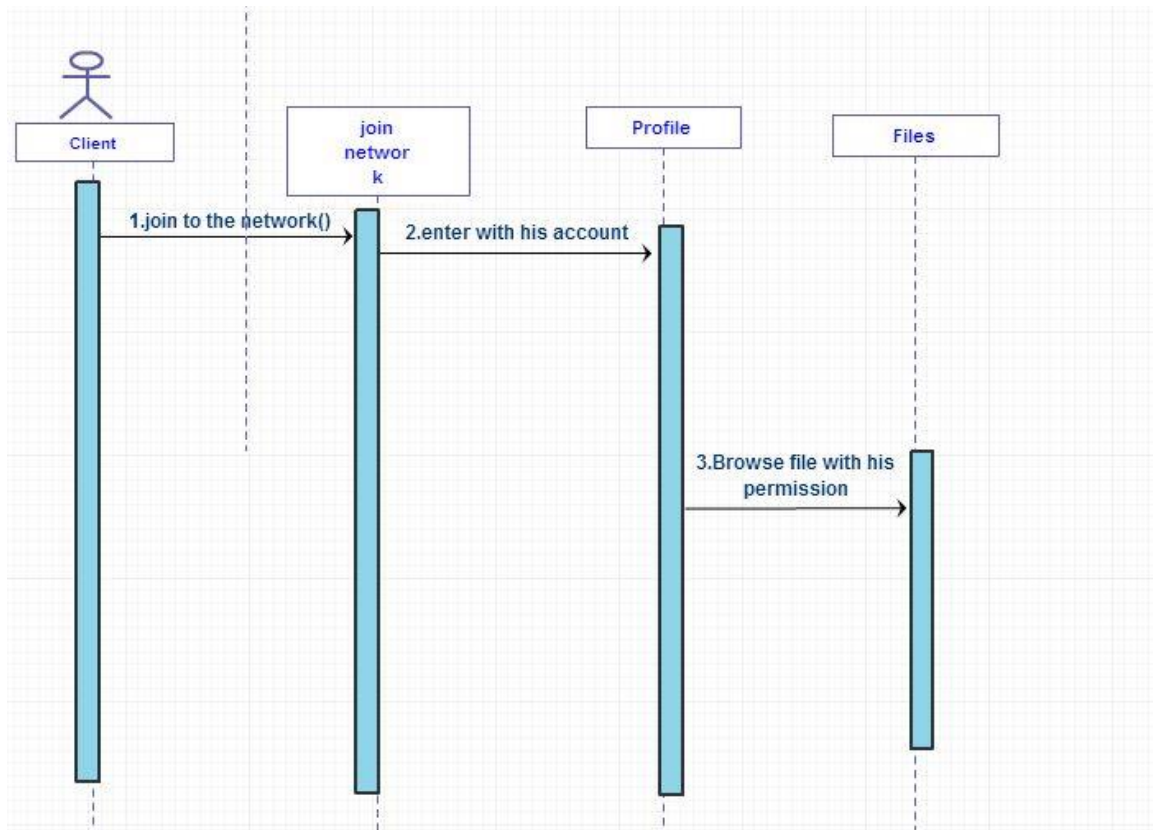 Client
join
networ
k
Profile
Files
1.join to the network()
2.enter with his account
3.Browse file with his
permission